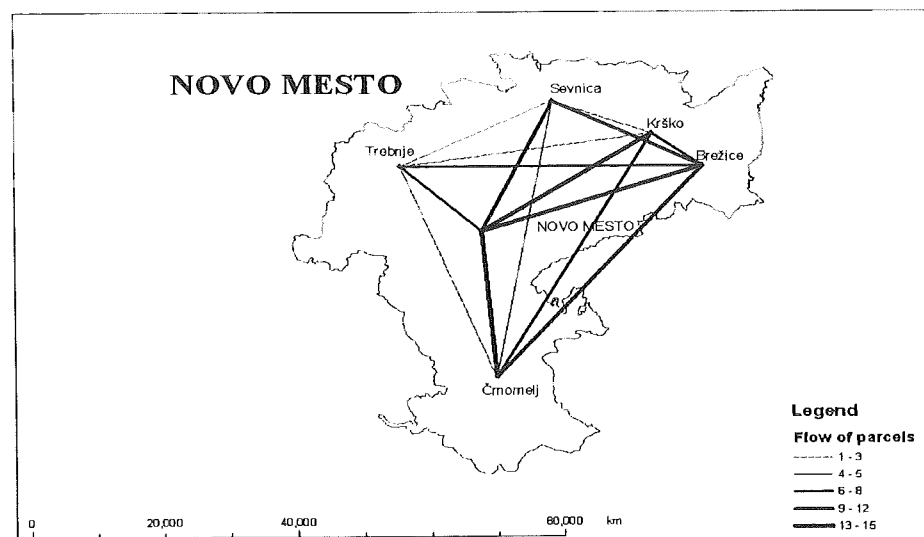 NOVO MESTO
Sevnica
Krško
Trebnje
Brežice
NOVO MESTO
Črnomelj
Legend
Flow of parcels
1 - 3
4 - 5
6 - 8
9 - 12
13 - 15
0 20,000 40,000 80,000 km